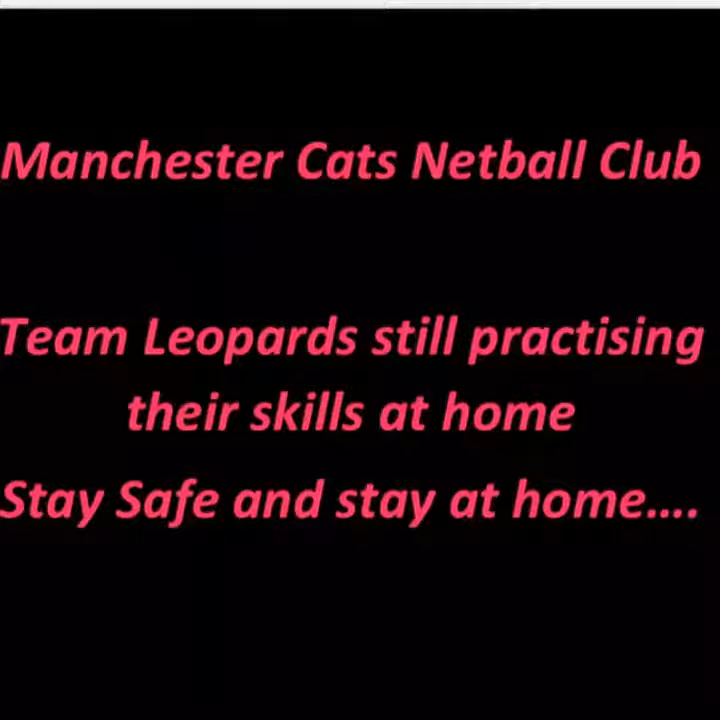 Manchester Cats Netball Club
Team Leopards still practising
their skills at home
Stay Safe and stay at home....